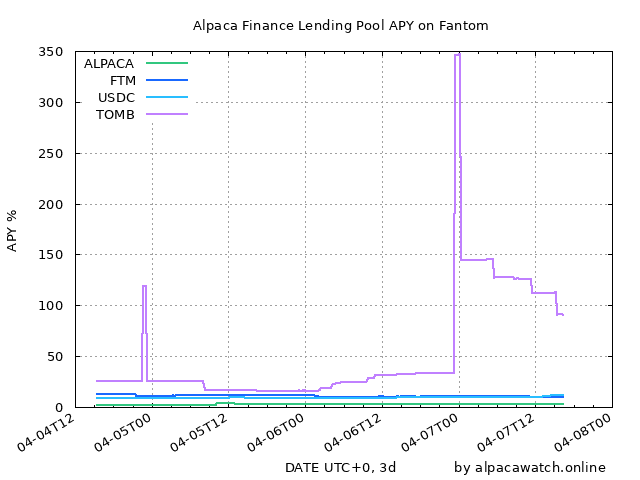 Alpaca Finance Lending Pool APY on Fantom
APY %
350
300
250
200
150
100
50
0
ALPACA
FTM
USDC
TOMB
04-04T12
04-05T00
04-05T12
04-06T00
04-06T12
04-07T00
04-07T12
04-08T00
DATE UTC+0, 3d
by alpacawatch.online